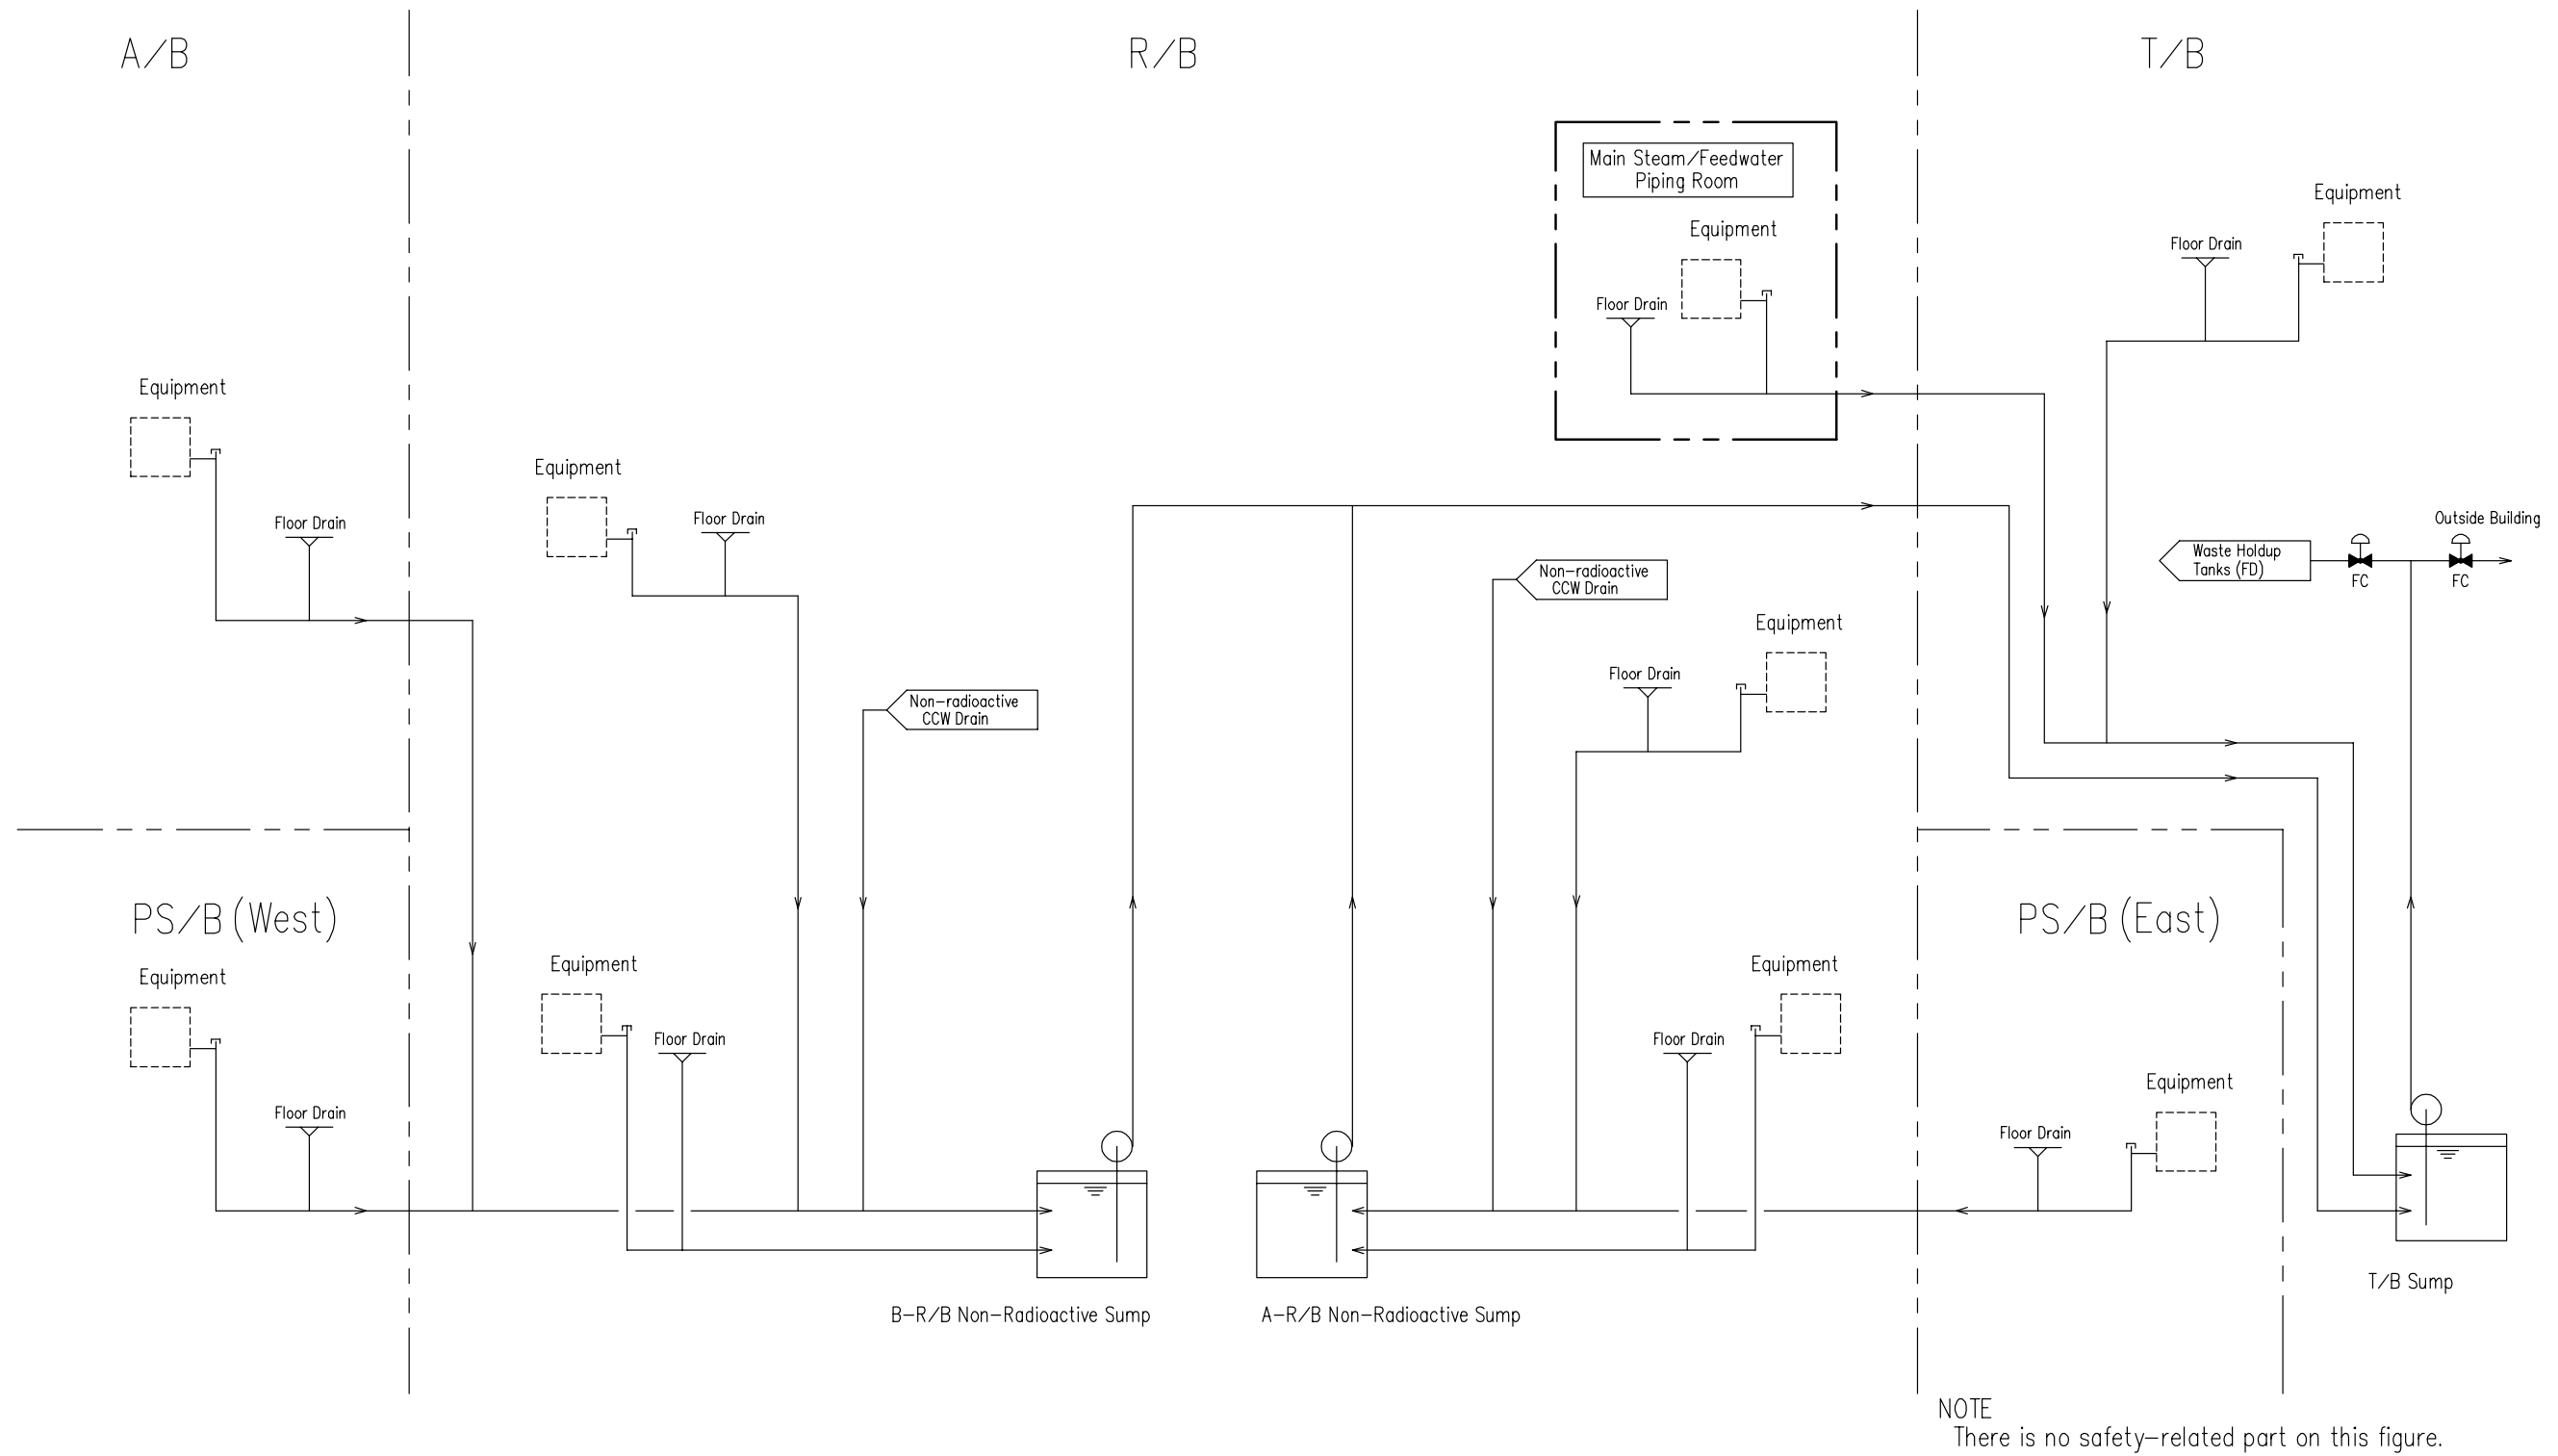 A/B
R/B
T/B
Main Steam/Feedwater
Piping Room
Equipment
Floor Drain
Equipment
Floor Drain
Equipment
Floor Drain
Equipment
Floor Drain
Outside Building
Waste Holdup
Tanks (FD)
FC
FC
Non-radioactive
CCW Drain
Equipment
Floor Drain
Non-radioactive
CCW Drain
PS/B(West)
PS/B(East)
Equipment
Floor Drain
Equipment
Floor Drain
Equipment
Floor Drain
Equipment
Floor Drain
B-R/B Non-Radioactive Sump
A-R/B Non-Radioactive Sump
T/B Sump
NOTE
There is no safety-related part on this figure.